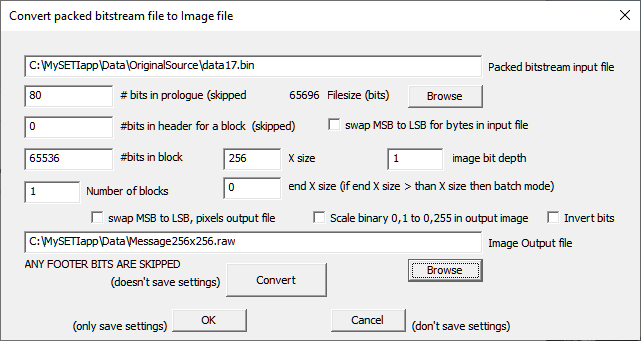 Convert packed bitstream file to Image file
C:\MySETIapp\Data\OriginalSource\data17.bin Packed bitstream input file
80 # bits in prologue (skipped 65696 Filesize (bits) Browse
0 #bits in header for a block (skipped) swap MSB to LSB for bytes in input file
65536 #bits in block 256 X size 1 image bit depth
1 Number of blocks 0 end X size (if end X size > than X size then batch mode)
swap MSB to LSB, pixels output file Scale binary 0,1 to 0,255 in output image Invert bits
C:\MySETIapp\Data\Message256x256.raw Image Output file
ANY FOOTER BITS ARE SKIPPED Browse
(doesn't save settings) Convert
(only save settings) OK Cancel (don't save settings)